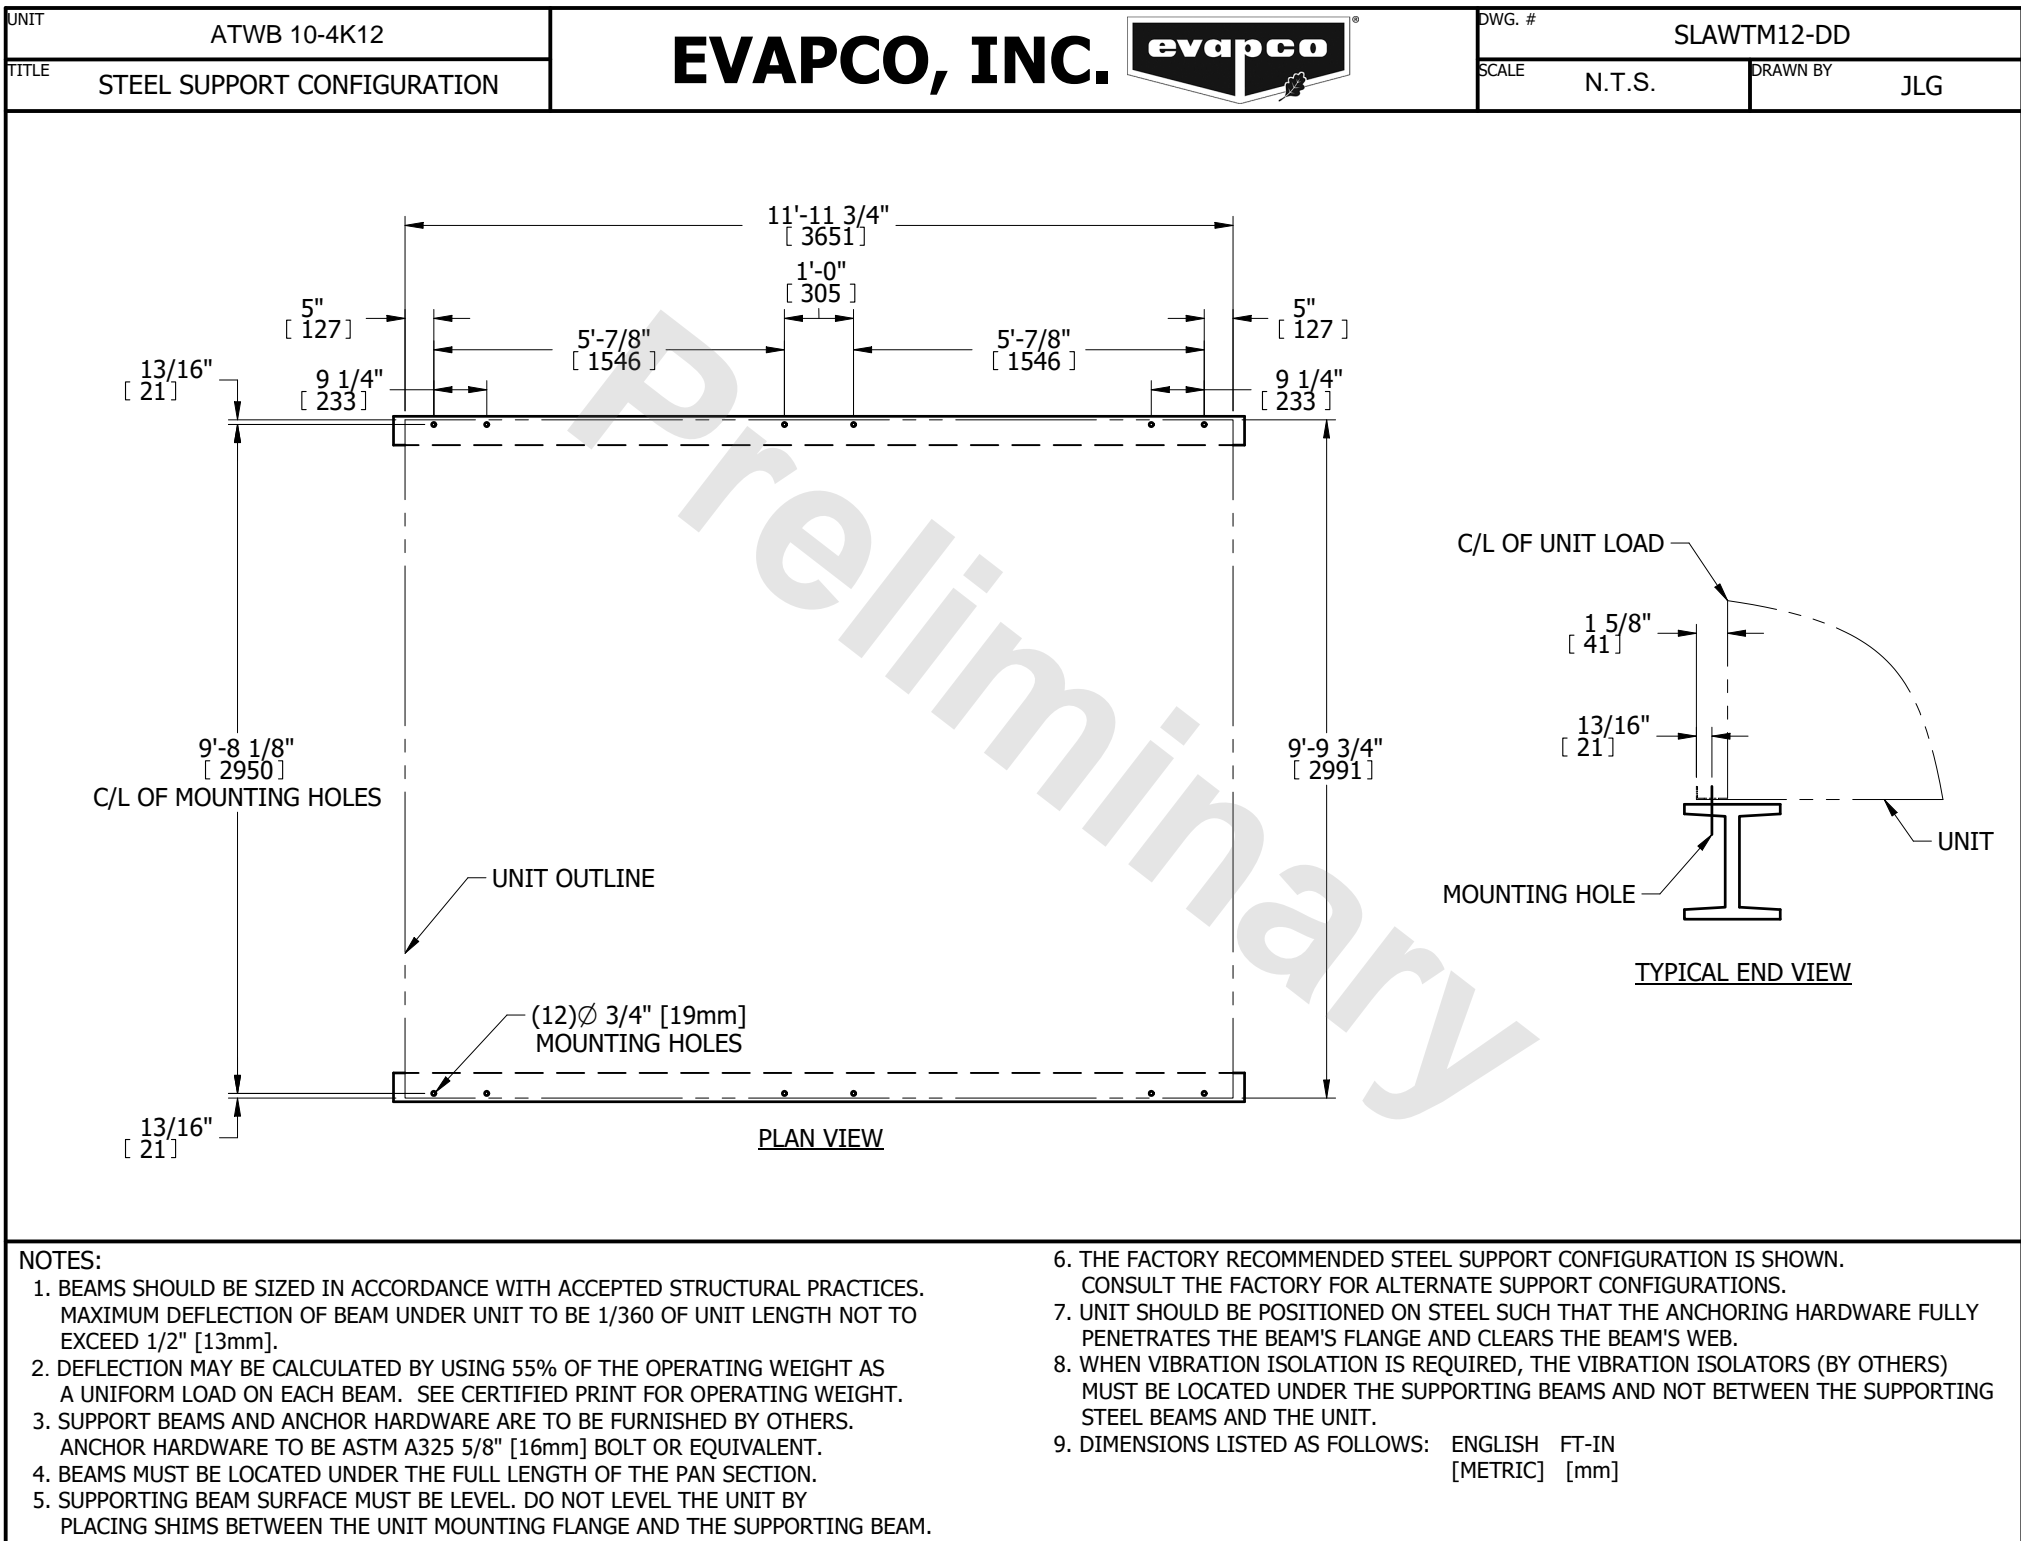 UNIT
ATWB 10-4K12
TITLE
STEEL SUPPORT CONFIGURATION
EVAPCO, INC.
evapco
®
DWG. #
SLAWTM12-DD
SCALE
N.T.S.
DRAWN BY
JLG
11'-11 3/4"
[ 3651 ]
1'-0"
[ 305 ]
5"
[ 127 ]
5"
[ 127 ]
5'-7/8"
[ 1546 ]
5'-7/8"
[ 1546 ]
13/16"
[ 21 ]
9 1/4"
[ 233 ]
9 1/4"
[ 233 ]
Preliminary
C/L OF UNIT LOAD
1 5/8"
[ 41 ]
13/16"
[ 21 ]
9'-8 1/8"
[ 2950 ]
C/L OF MOUNTING HOLES
9'-9 3/4"
[ 2991 ]
UNIT
MOUNTING HOLE
UNIT OUTLINE
TYPICAL END VIEW
(12)∅ 3/4" [19mm]
MOUNTING HOLES
13/16"
[ 21 ]
PLAN VIEW
NOTES:
1. BEAMS SHOULD BE SIZED IN ACCORDANCE WITH ACCEPTED STRUCTURAL PRACTICES.
MAXIMUM DEFLECTION OF BEAM UNDER UNIT TO BE 1/360 OF UNIT LENGTH NOT TO
EXCEED 1/2" [13mm].
2. DEFLECTION MAY BE CALCULATED BY USING 55% OF THE OPERATING WEIGHT AS
A UNIFORM LOAD ON EACH BEAM. SEE CERTIFIED PRINT FOR OPERATING WEIGHT.
3. SUPPORT BEAMS AND ANCHOR HARDWARE ARE TO BE FURNISHED BY OTHERS.
ANCHOR HARDWARE TO BE ASTM A325 5/8" [16mm] BOLT OR EQUIVALENT.
4. BEAMS MUST BE LOCATED UNDER THE FULL LENGTH OF THE PAN SECTION.
5. SUPPORTING BEAM SURFACE MUST BE LEVEL. DO NOT LEVEL THE UNIT BY
PLACING SHIMS BETWEEN THE UNIT MOUNTING FLANGE AND THE SUPPORTING BEAM.
6. THE FACTORY RECOMMENDED STEEL SUPPORT CONFIGURATION IS SHOWN.
CONSULT THE FACTORY FOR ALTERNATE SUPPORT CONFIGURATIONS.
7. UNIT SHOULD BE POSITIONED ON STEEL SUCH THAT THE ANCHORING HARDWARE FULLY
PENETRATES THE BEAM'S FLANGE AND CLEARS THE BEAM'S WEB.
8. WHEN VIBRATION ISOLATION IS REQUIRED, THE VIBRATION ISOLATORS (BY OTHERS)
MUST BE LOCATED UNDER THE SUPPORTING BEAMS AND NOT BETWEEN THE SUPPORTING
STEEL BEAMS AND THE UNIT.
9. DIMENSIONS LISTED AS FOLLOWS: ENGLISH FT-IN
[METRIC] [mm]